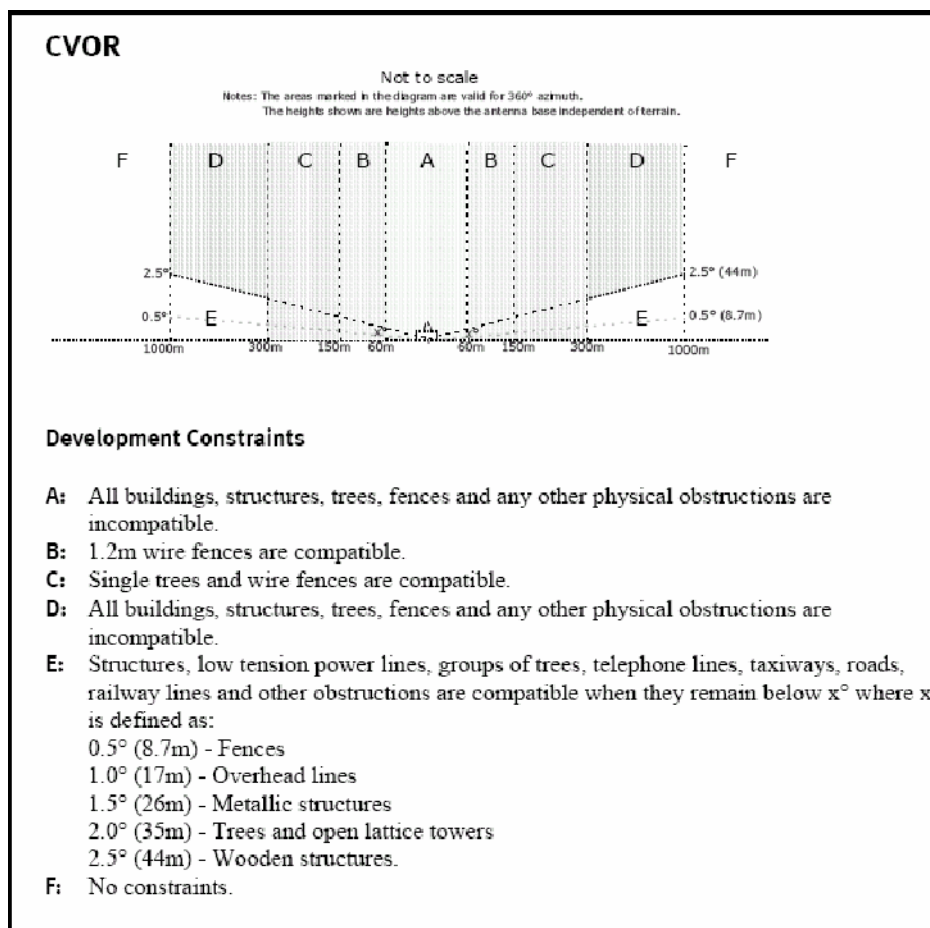 CVOR
Not to scale
Notes: The areas marked in the diagram are valid for 360° azimuth.
The heights shown are heights above the antenna base independent of terrain.
F D C B A B C D F
2.5° 2.5° (44m)
0.5° E E 0.5° (8.7m)
1000m 300m 150m 60m 60m 150m 300m 1000m
Development Constraints
A: All buildings, structures, trees, fences and any other physical obstructions are
incompatible.
B: 1.2m wire fences are compatible.
C: Single trees and wire fences are compatible.
D: All buildings, structures, trees, fences and any other physical obstructions are
incompatible.
E: Structures, low tension power lines, groups of trees, telephone lines, taxiways, roads,
railway lines and other obstructions are compatible when they remain below x° where x
is defined as:
0.5° (8.7m) - Fences
1.0° (17m) - Overhead lines
1.5° (26m) - Metallic structures
2.0° (35m) - Trees and open lattice towers
2.5° (44m) - Wooden structures.
F: No constraints.